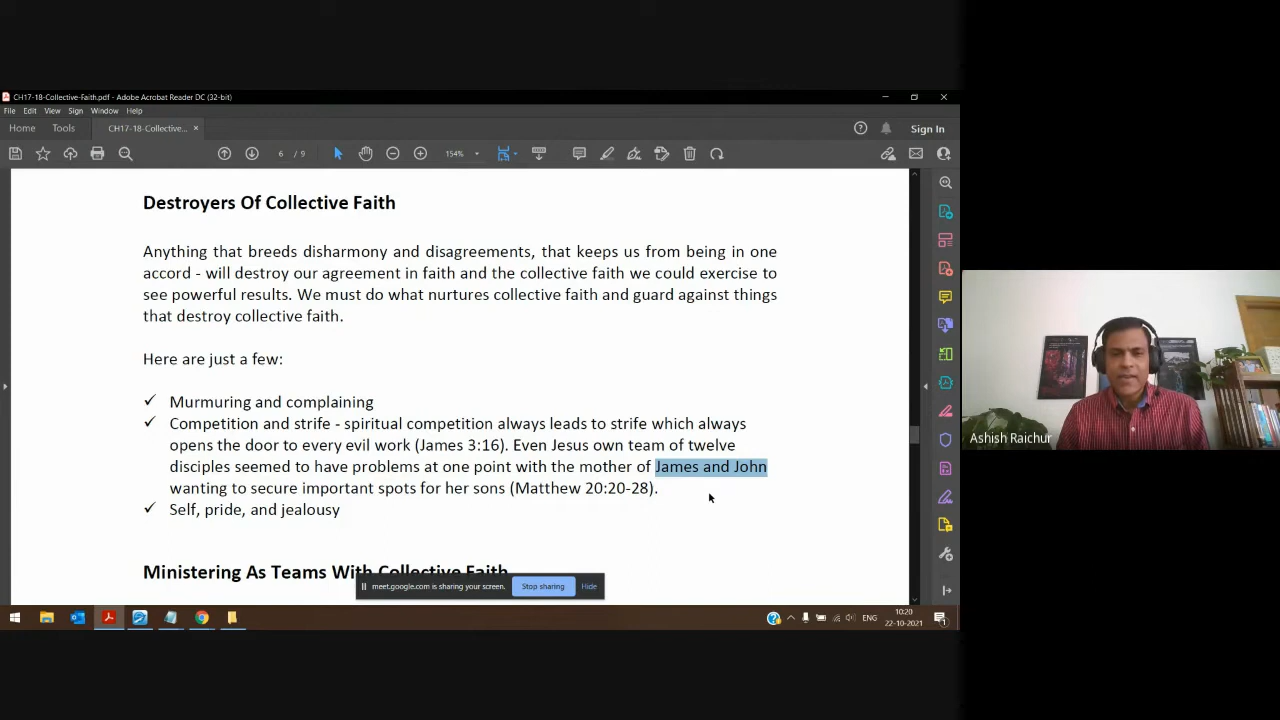 CH17-18-Collective-Faith.pdf - Adobe Acrobat Reader DC (32-bit)
File Edit View Sign Window Help
Home Tools CH17-18-Collective... × Sign In
6 / 9 154%
Destroyers Of Collective Faith
Anything that breeds disharmony and disagreements, that keeps us from being in one
accord - will destroy our agreement in faith and the collective faith we could exercise to
see powerful results. We must do what nurtures collective faith and guard against things
that destroy collective faith.
Here are just a few:
✓ Murmuring and complaining
✓ Competition and strife - spiritual competition always leads to strife which always
opens the door to every evil work (James 3:16). Even Jesus own team of twelve
disciples seemed to have problems at one point with the mother of James and John
wanting to secure important spots for her sons (Matthew 20:20-28).
✓ Self, pride, and jealousy
Ministering As Teams With Collective Faith
meet.google.com is sharing your screen. Stop sharing Hide
ENG
10:20
22-10-2021
Ashish Raichur